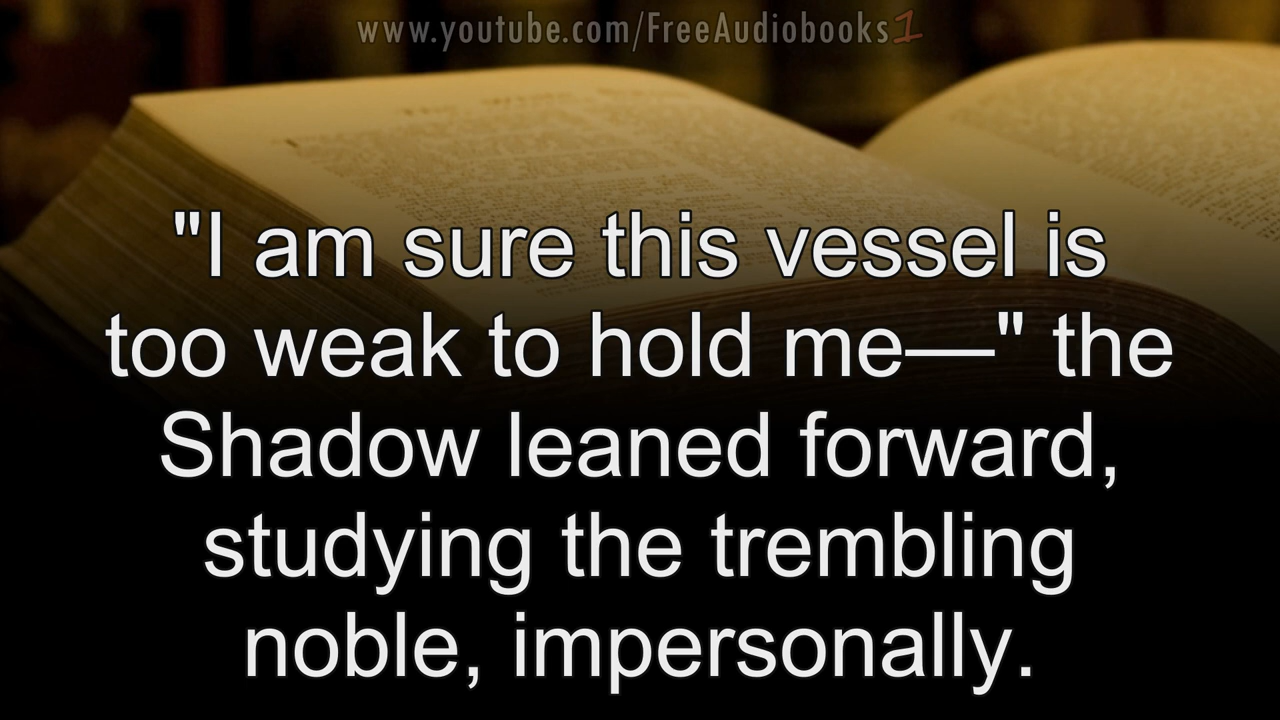 www.youtube.com/FreeAudiobooks1
"I am sure this vessel is
too weak to hold me—" the
Shadow leaned forward,
studying the trembling
noble, impersonally.